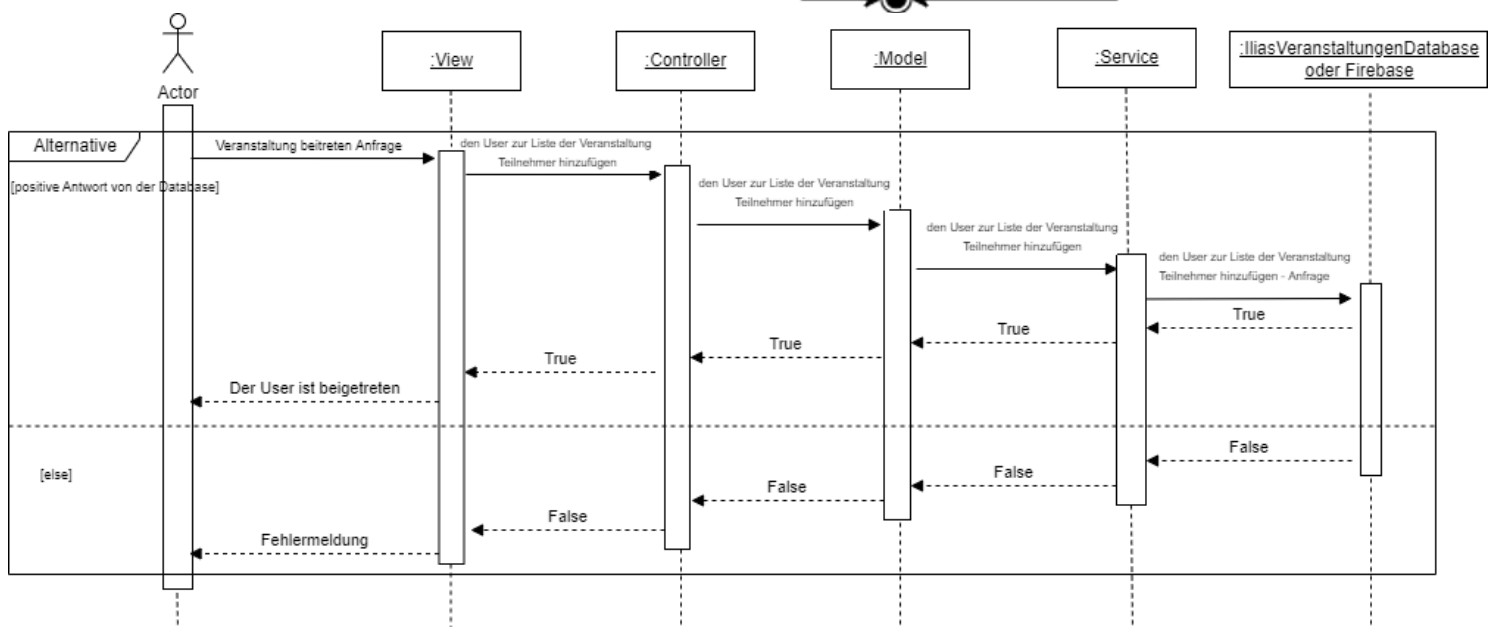 Actor
:View
:Controller
:Model
:Service
:IliasVeranstaltungenDatabase
oder Firebase
Alternative
[positive Antwort von der Database]
Veranstaltung beitreten Anfrage
den User zur Liste der Veranstaltung
Teilnehmer hinzufügen
den User zur Liste der Veranstaltung
Teilnehmer hinzufügen
den User zur Liste der Veranstaltung
Teilnehmer hinzufügen
den User zur Liste der Veranstaltung
Teilnehmer hinzufügen - Anfrage
True
True
True
True
Der User ist beigetreten
[else]
False
False
False
False
Fehlermeldung